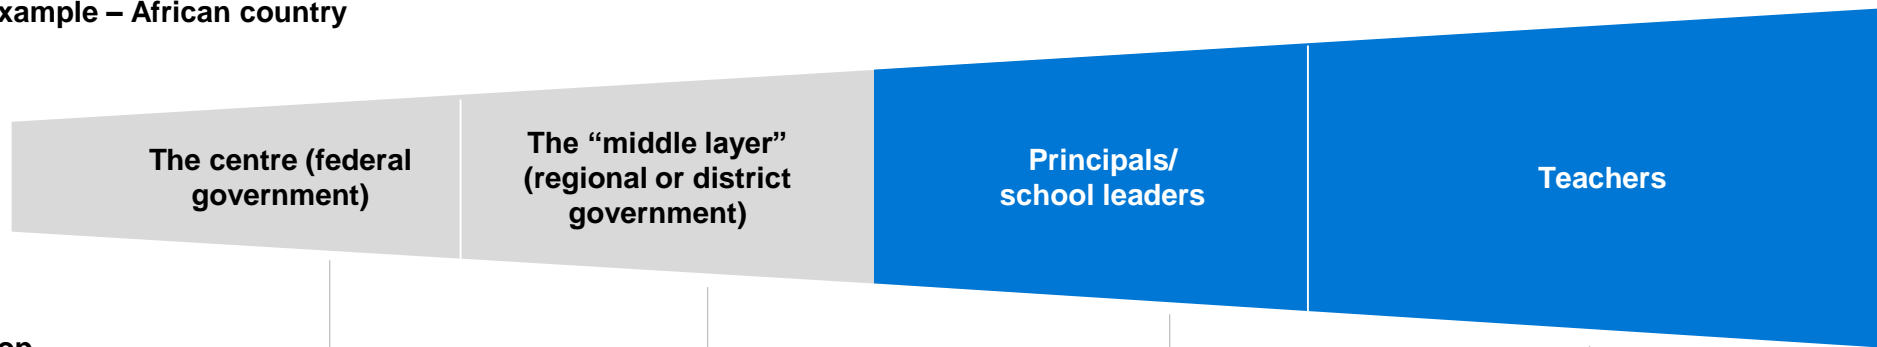 xample – African country
The centre (federal
government)
The “middle layer”
(regional or district
government)
Principals/
school leaders
Teachers